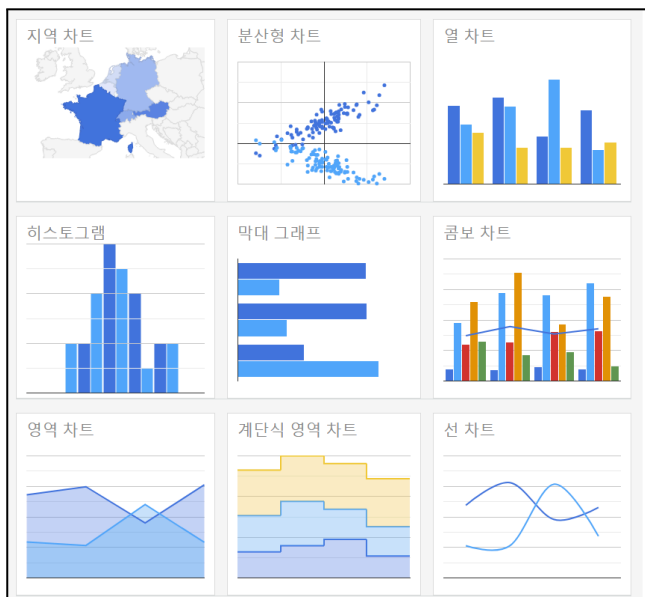 지역 차트
분산형 차트
열 차트
히스토그램
막대 그래프
콤보 차트
영역 차트
계단식 영역 차트
선 차트